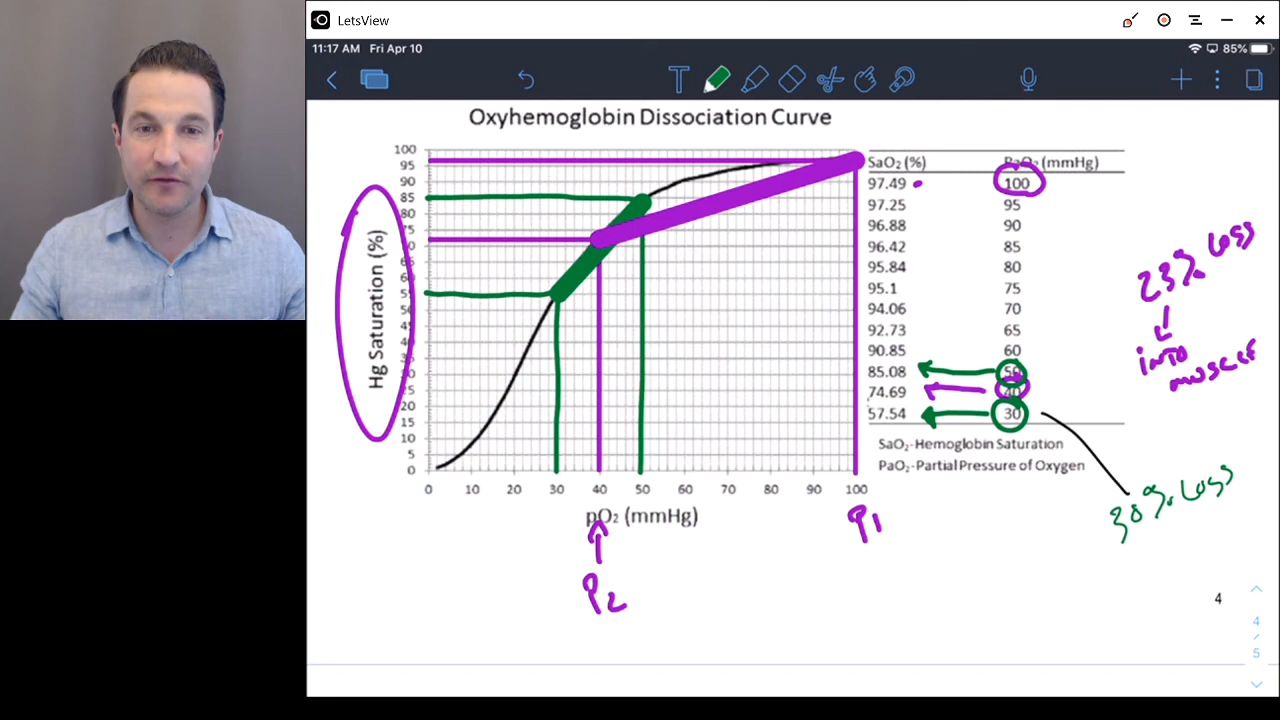 LetsView
11:17 AM Fri Apr 10
85%
T
Oxyhemoglobin Dissociation Curve
Hg Saturation (%)
100
95
90
85
80
75
70
65
60
55
50
45
40
35
30
25
20
15
10
5
0
0 10 20 30 40 50 60 70 80 90 100
pO₂ (mmHg)
P1
P2
SaO₂ (%) PaO₂ (mmHg)
97.49 100
97.25 95
96.88 90
96.42 85
95.84 80
95.1 75
94.06 70
92.73 65
90.85 60
85.08 50
74.69 40
57.54 30
SaO₂-Hemoglobin Saturation
PaO₂-Partial Pressure of Oxygen
23% Loss
into
muscle
30% Loss
4
4
/
5